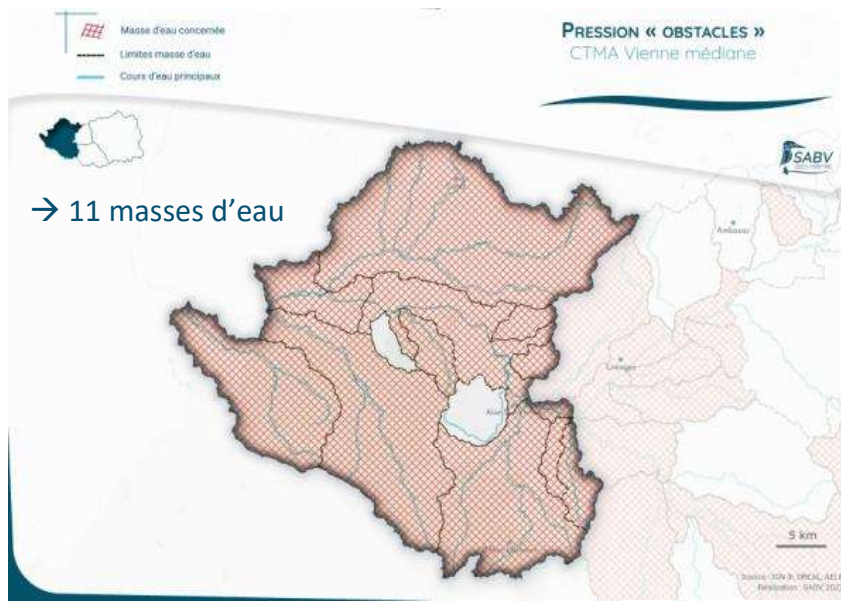 Masse d'eau concernée
Limites masse d'eau
Cours d'eau principaux
PRESSION « OBSTACLES »
CTMA Vienne médiane
SABV
→ 11 masses d'eau
Ambazac
Limoges
5 km